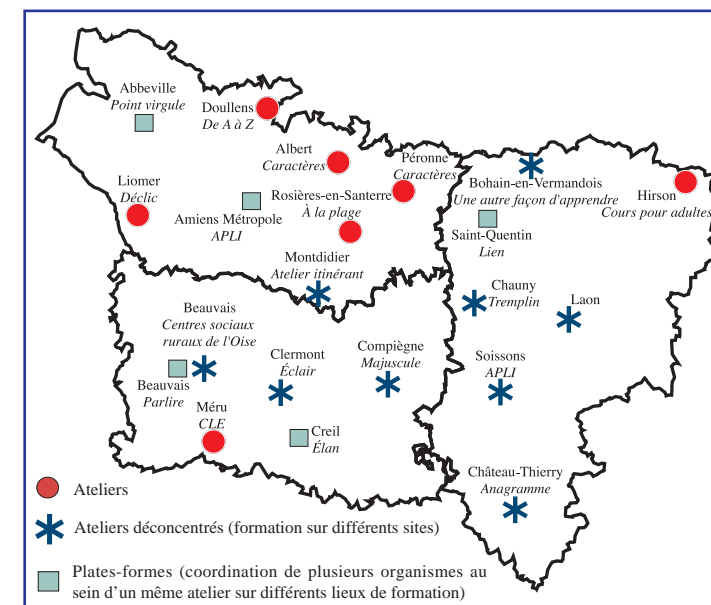 Abbeville
Point virgule
Doullens
De A à Z
Albert
Caractères
Péronne
Caractères
Liomer
Déclic
Rosières-en-Santerre
À la plage
Amiens Métropole
APLI
Montdidier
Atelier itinérant
Bohain-en-Vermandois
Une autre façon d'apprendre
Hirson
Cours pour adultes
Saint-Quentin
Lien
Chauny
Tremplin
Laon
Soissons
APLI
Château-Thierry
Anagramme
Beauvais
Centres sociaux
ruraux de l'Oise
Beauvais
Parlire
Clermont
Éclair
Compiègne
Majuscule
Méru
CLE
Creil
Élan
Ateliers
Ateliers déconcentrés (formation sur différents sites)
Plates-formes (coordination de plusieurs organismes au
sein d'un même atelier sur différents lieux de formation)